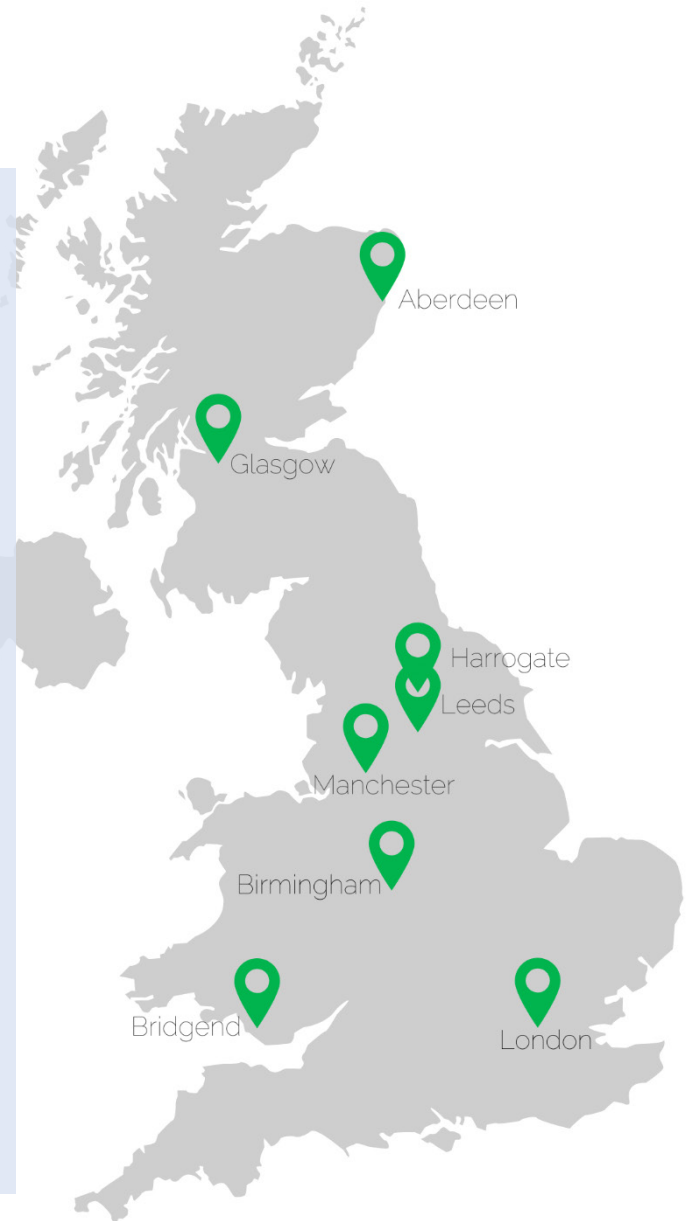 Aberdeen
Glasgow
Harrogate
Leeds
Manchester
Birmingham
Bridgend
London